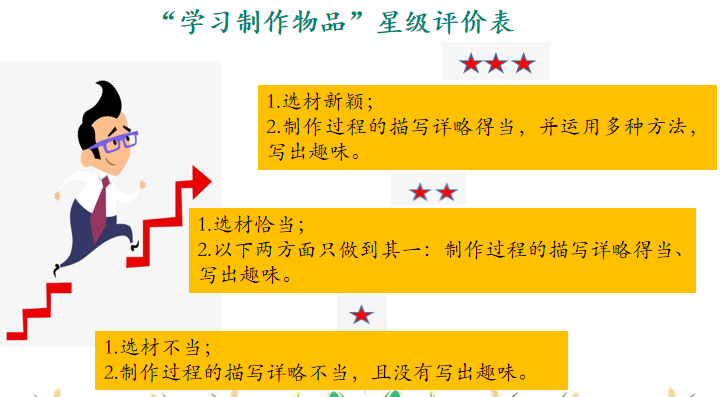 “学习制作物品”星级评价表
1.选材新颖；
2.制作过程的描写详略得当，并运用多种方法，
写出趣味。
1.选材恰当；
2.以下两方面只做到其一：制作过程的描写详略得当、
写出趣味。
1.选材不当；
2.制作过程的描写详略不当，且没有写出趣味。